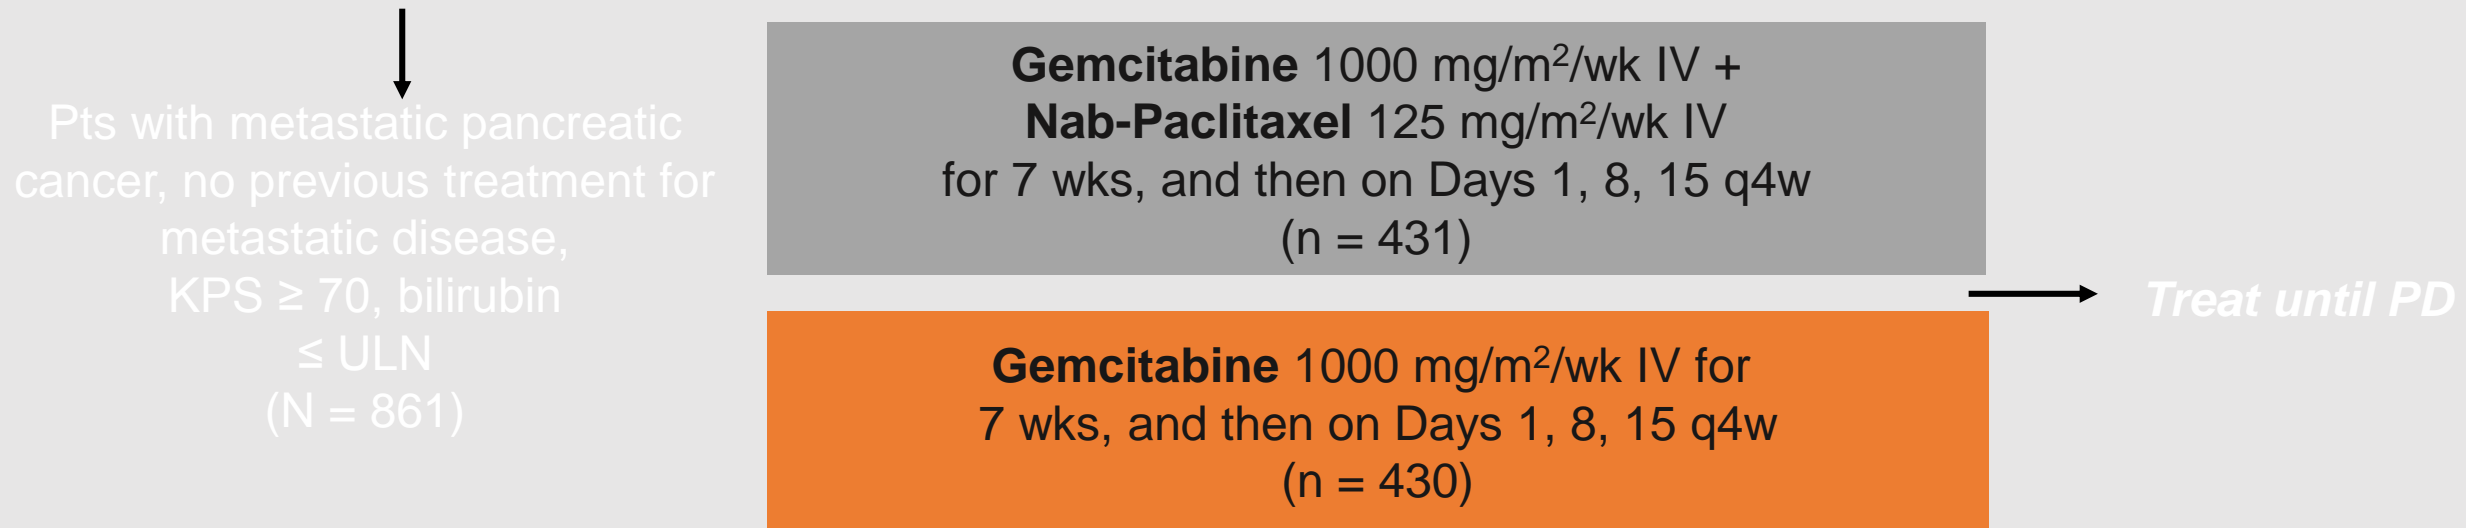 Pts with metastatic pancreatic
cancer, no previous treatment for
metastatic disease,
KPS ≥ 70, bilirubin
≤ ULN
(N = 861)
Gemcitabine 1000 mg/m²/wk IV +
Nab-Paclitaxel 125 mg/m²/wk IV
for 7 wks, and then on Days 1, 8, 15 q4w
(n = 431)
Gemcitabine 1000 mg/m²/wk IV for
7 wks, and then on Days 1, 8, 15 q4w
(n = 430)
Treat until PD